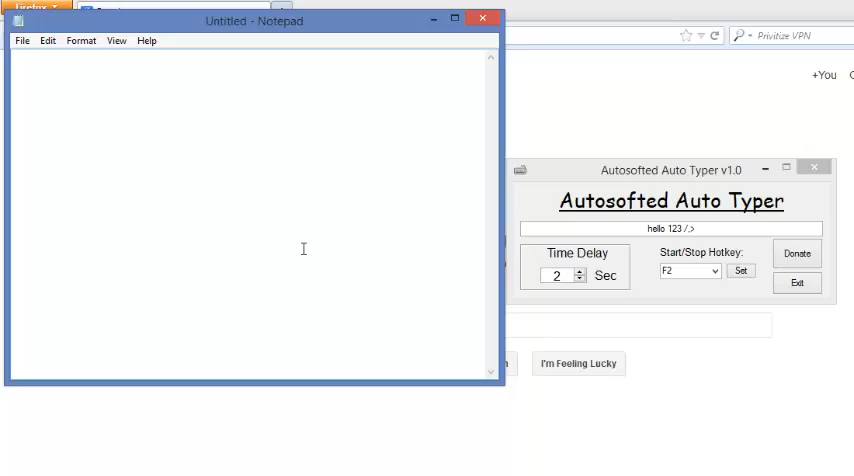 Firefox
Untitled - Notepad
File Edit Format View Help
Privitize VPN
+You
Autosofted Auto Typer v1.0
Autosofted Auto Typer
hello 123 /,>
Time Delay
2 Sec
Start/Stop Hotkey:
F2
Set
Donate
Exit
I'm Feeling Lucky